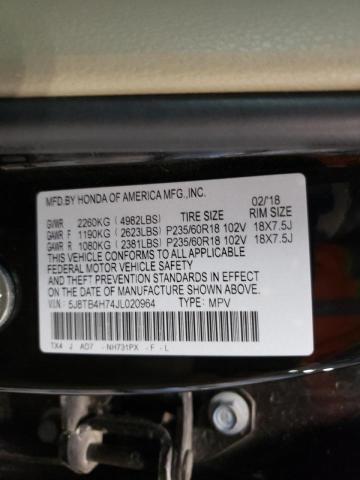 MFD.BY HONDA OF AMERICA MFG.,INC. 02/18
TIRE SIZE RIM SIZE
GVWR 2260KG (4982LBS)
GAWR F 1190KG (2623LBS) P235/60R18 102V 18X7.5J
GAWR R 1080KG (2381LBS) P235/60R18 102V 18X7.5J
THIS VEHICLE CONFORMS TO ALL APPLICABLE
FEDERAL MOTOR VEHICLE SAFETY
AND THEFT PREVENTION STANDARDS IN EFFECT
ON THE DATE OF MANUFACTURE SHOWN ABOVE.
V.I.N.: 5J8TB4H74JL020964 TYPE: MPV
TX4 J AD7 -NH731PX -F-L